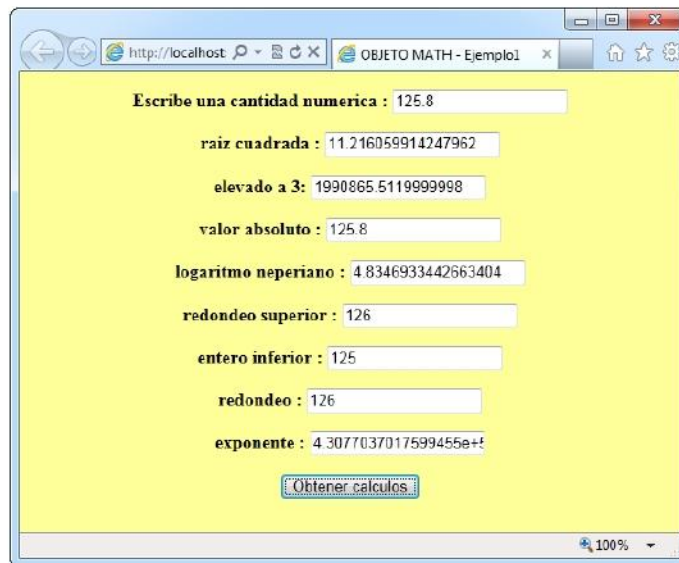 http://localhost
OBJETO MATH - Ejemplo1
Escribe una cantidad numerica : 125.8
raiz cuadrada : 11.216059914247962
elevado a 3: 1990865.5119999998
valor absoluto : 125.8
logaritmo neperiano : 4.8346933442663404
redondeo superior : 126
entero inferior : 125
redondeo : 126
exponente : 4.3077037017599455e+5
Obtener calculos
100%